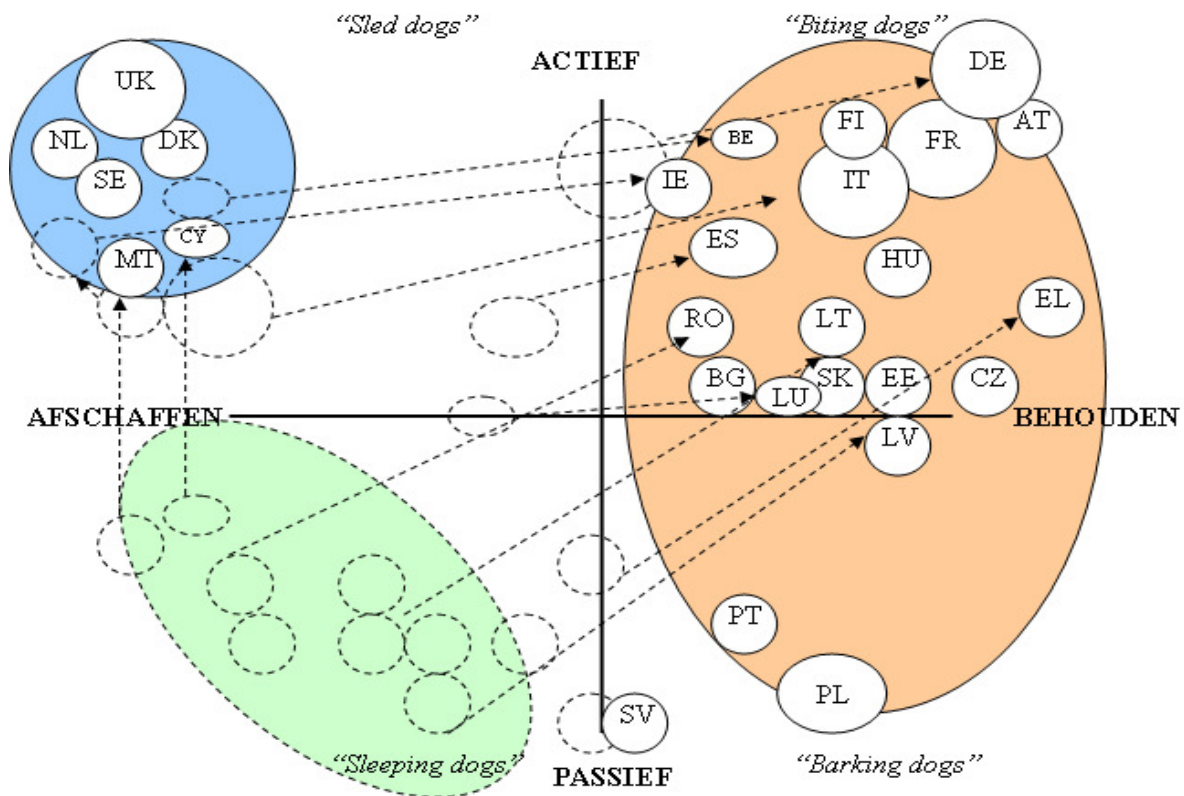 “Sled dogs”
“Biting dogs”
ACTIEF
UK
DE
NL
DK
BE
FI
FR
AT
SE
IE
IT
CY
ES
MT
HU
EL
RO
LT
BG
LU
SK
EE
CZ
AFSCHAFFEN
BEHOUDEN
LV
PT
PL
SV
“Sleeping dogs”
PASSIEF
“Barking dogs”